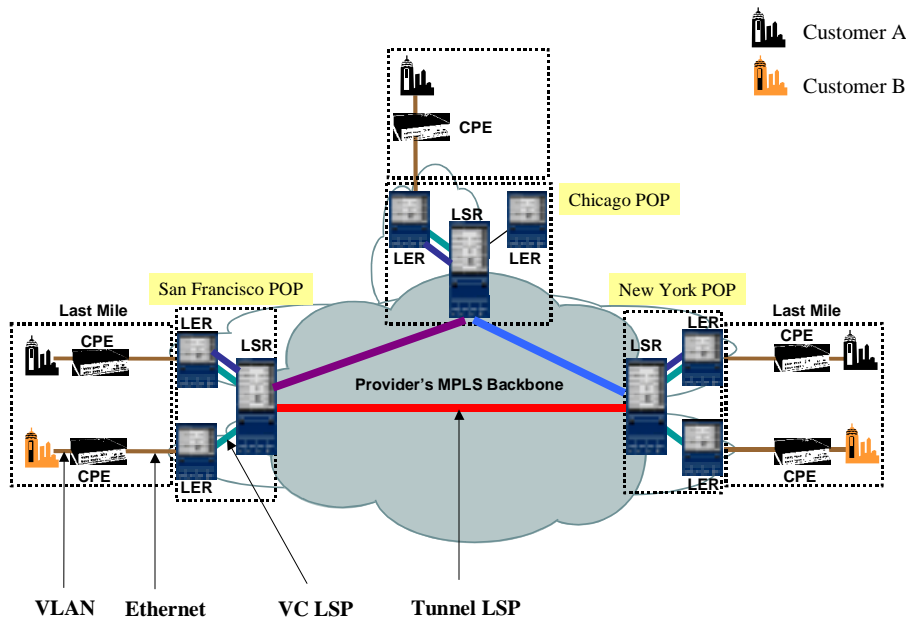 Customer A
Customer B
CPE
Chicago POP
LSR
LER
LER
San Francisco POP
New York POP
Last Mile
Last Mile
LER
LER
CPE
LSR
LSR
CPE
Provider's MPLS Backbone
CPE
LER
LER
CPE
VLAN
Ethernet
VC LSP
Tunnel LSP